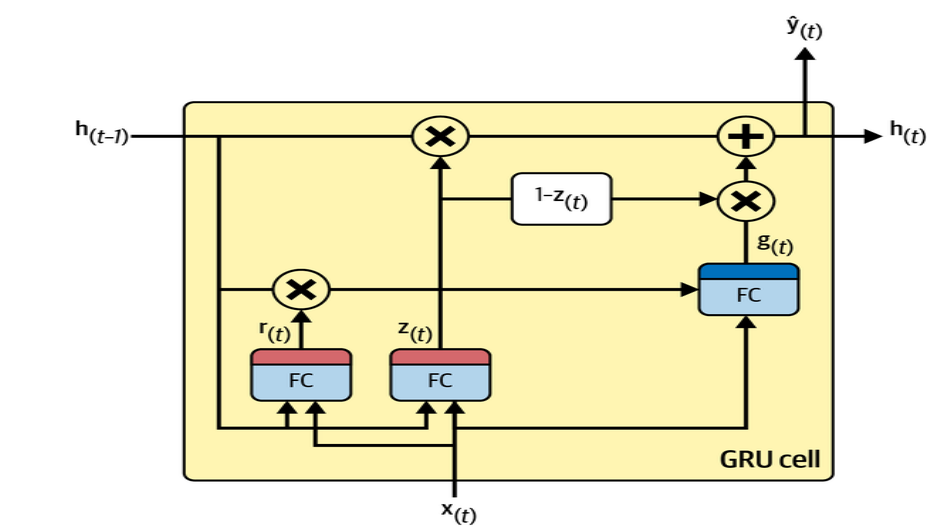 ŷ(t)
h(t–1)
h(t)
1–z(t)
g(t)
FC
r(t)
z(t)
FC
FC
GRU cell
x(t)